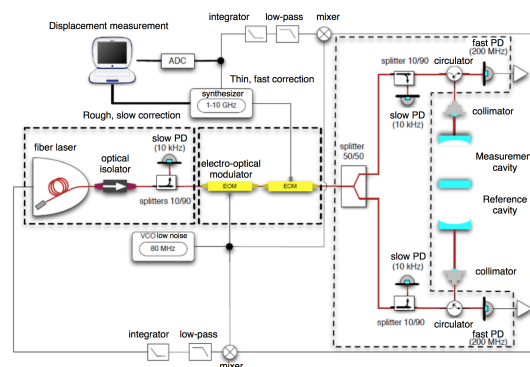 Displacement measurement
integrator
low-pass
mixer
ADC
Thin, fast correction
synthesizer
1-10 GHz
Rough, slow correction
fast PD
(200 MHz)
splitter 10/90
circulator
slow PD
(10 kHz)
collimator
fiber laser
optical
isolator
slow PD
(10 kHz)
splitters 10/90
electro-optical
modulator
EOM
EOM
splitter
50/50
Measurement
cavity
Reference
cavity
VCO low noise
80 MHz
slow PD
(10 kHz)
collimator
splitter 10/90
circulator
fast PD
(200 MHz)
integrator
low-pass
mixer